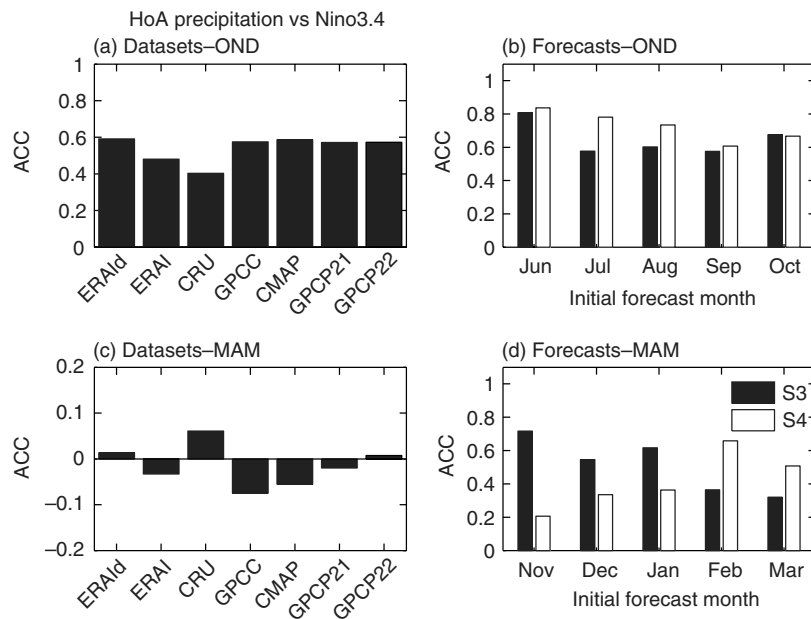 HoA precipitation vs Nino3.4
(a) Datasets–OND
1
0.8
0.6
0.4
0.2
0
ACC
ERAId
ERAI
CRU
GPCC
CMAP
GPCP21
GPCP22
(b) Forecasts–OND
1
0.8
0.6
0.4
0.2
0
ACC
Jun Jul Aug Sep Oct
Initial forecast month
(c) Datasets–MAM
0.2
0.1
0
–0.1
–0.2
ACC
ERAId
ERAI
CRU
GPCC
CMAP
GPCP21
GPCP22
(d) Forecasts–MAM
1
0.8
0.6
0.4
0.2
0
ACC
S3
S4
Nov Dec Jan Feb Mar
Initial forecast month